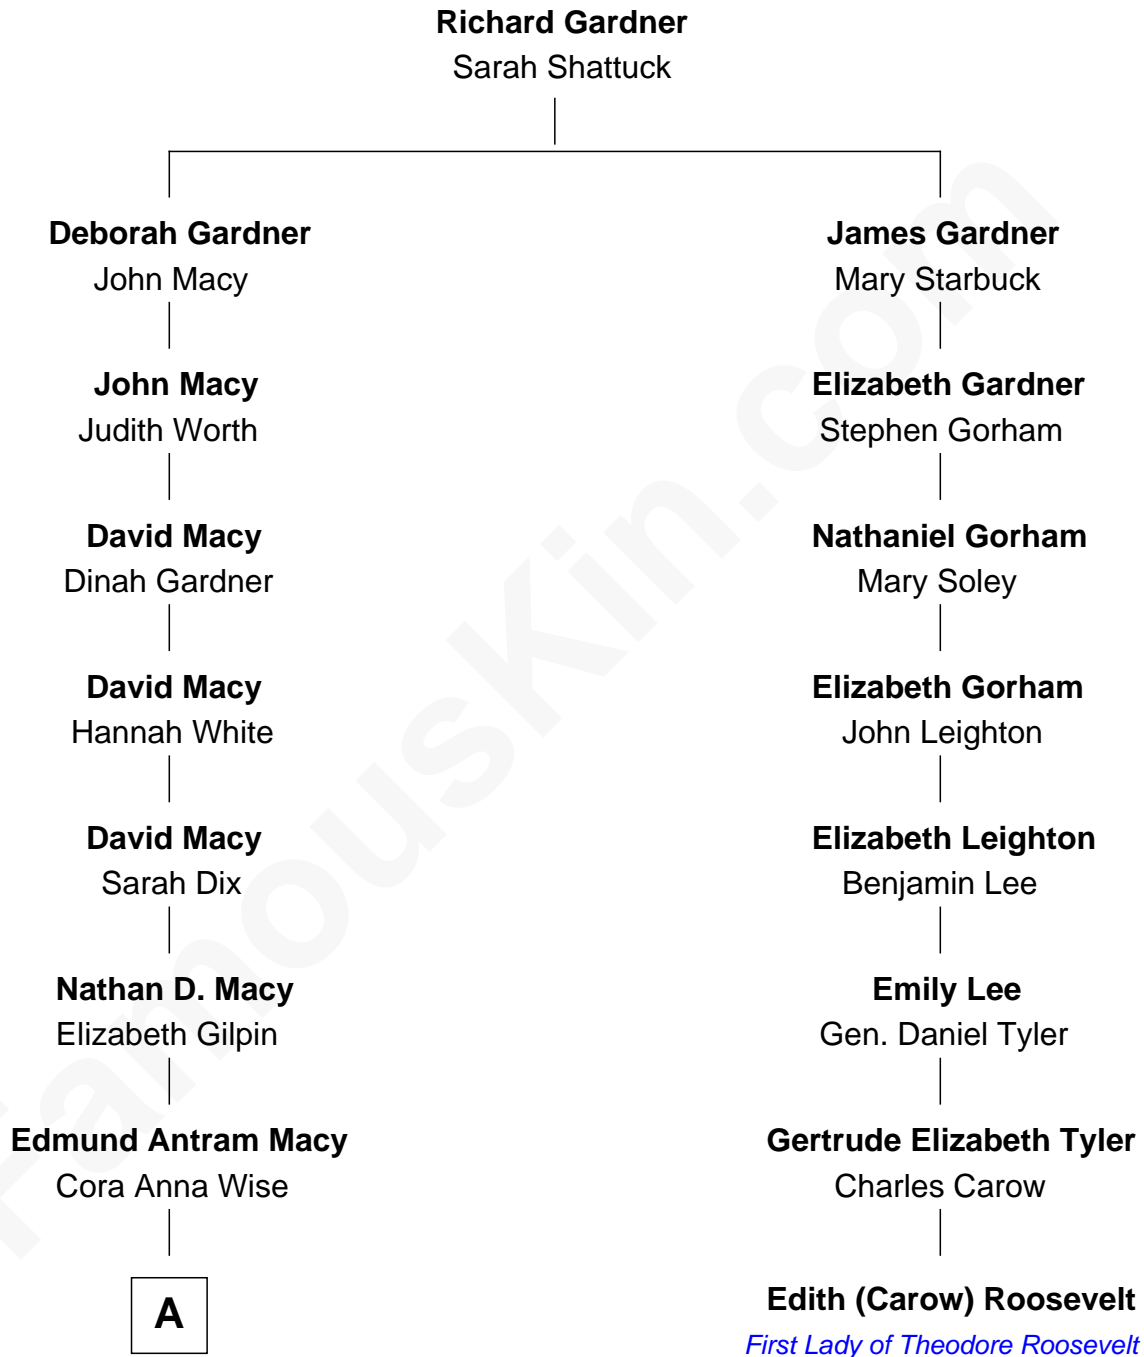 Richard Gardner
Sarah Shattuck
Deborah Gardner
John Macy
James Gardner
Mary Starbuck
John Macy
Judith Worth
Elizabeth Gardner
Stephen Gorham
David Macy
Dinah Gardner
Nathaniel Gorham
Mary Soley
David Macy
Hannah White
Elizabeth Gorham
John Leighton
David Macy
Sarah Dix
Elizabeth Leighton
Benjamin Lee
Nathan D. Macy
Elizabeth Gilpin
Emily Lee
Gen. Daniel Tyler
Edmund Antram Macy
Cora Anna Wise
Gertrude Elizabeth Tyler
Charles Carow
A
Edith (Carow) Roosevelt
First Lady of Theodore Roosevelt
FamousKin.com